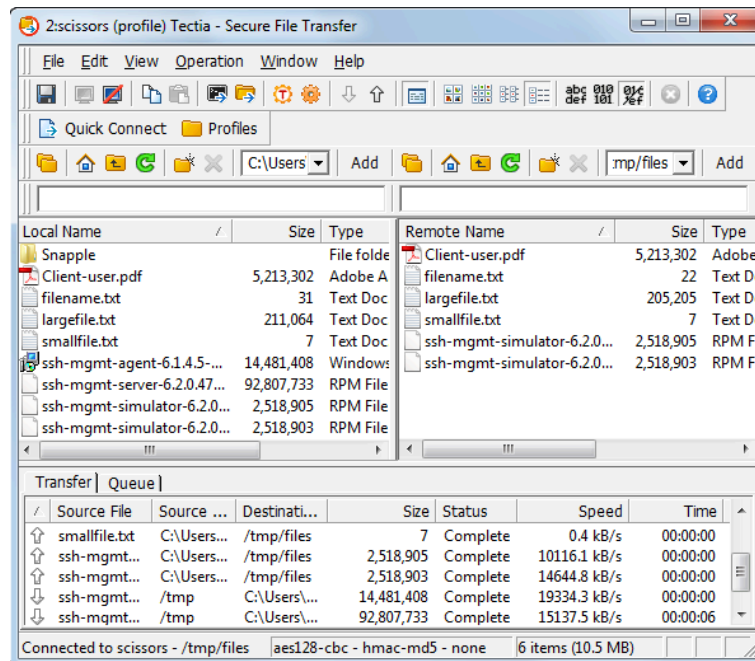 2:scissors (profile) Tectia - Secure File Transfer
File Edit View Operation Window Help
abc def 010 101
Quick Connect Profiles
C:\Users Add :mp/files Add
Local Name / Size Type Remote Name / Size Type
Snapple File folde Client-user.pdf 5,213,302 Adobe
Client-user.pdf 5,213,302 Adobe A filename.txt 22 Text D
filename.txt 31 Text Doc largefile.txt 205,205 Text D
largefile.txt 211,064 Text Doc smallfile.txt 7 Text D
smallfile.txt 7 Text Doc ssh-mgmt-simulator-6.2.0... 2,518,905 RPM F
ssh-mgmt-agent-6.1.4.5-... 14,481,408 Windows ssh-mgmt-simulator-6.2.0... 2,518,903 RPM F
ssh-mgmt-server-6.2.0.47... 92,807,733 RPM File
ssh-mgmt-simulator-6.2.0... 2,518,905 RPM File
ssh-mgmt-simulator-6.2.0... 2,518,903 RPM File
Transfer Queue
/ Source File Source ... Destinati... Size Status Speed Time
smallfile.txt C:\Users... /tmp/files 7 Complete 0.4 kB/s 00:00:00
ssh-mgmt... C:\Users... /tmp/files 2,518,905 Complete 10116.1 kB/s 00:00:00
ssh-mgmt... C:\Users... /tmp/files 2,518,903 Complete 14644.8 kB/s 00:00:00
ssh-mgmt... /tmp C:\Users\... 14,481,408 Complete 19334.3 kB/s 00:00:00
ssh-mgmt... /tmp C:\Users\... 92,807,733 Complete 15137.5 kB/s 00:00:06
Connected to scissors - /tmp/files aes128-cbc - hmac-md5 - none 6 items (10.5 MB)